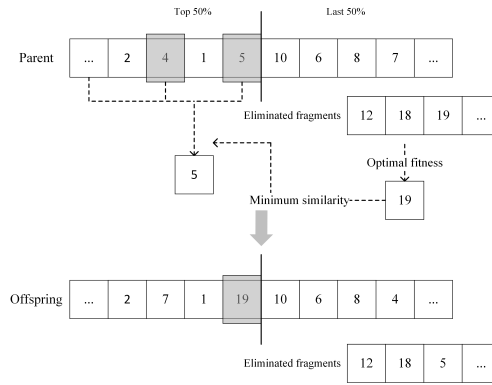 Top 50% Last 50%
Parent ... 2 4 1 5 10 6 8 7 ...
Eliminated fragments 12 18 19 ...
Optimal fitness
5
Minimum similarity 19
Offspring ... 2 7 1 19 10 6 8 4 ...
Eliminated fragments 12 18 5 ...